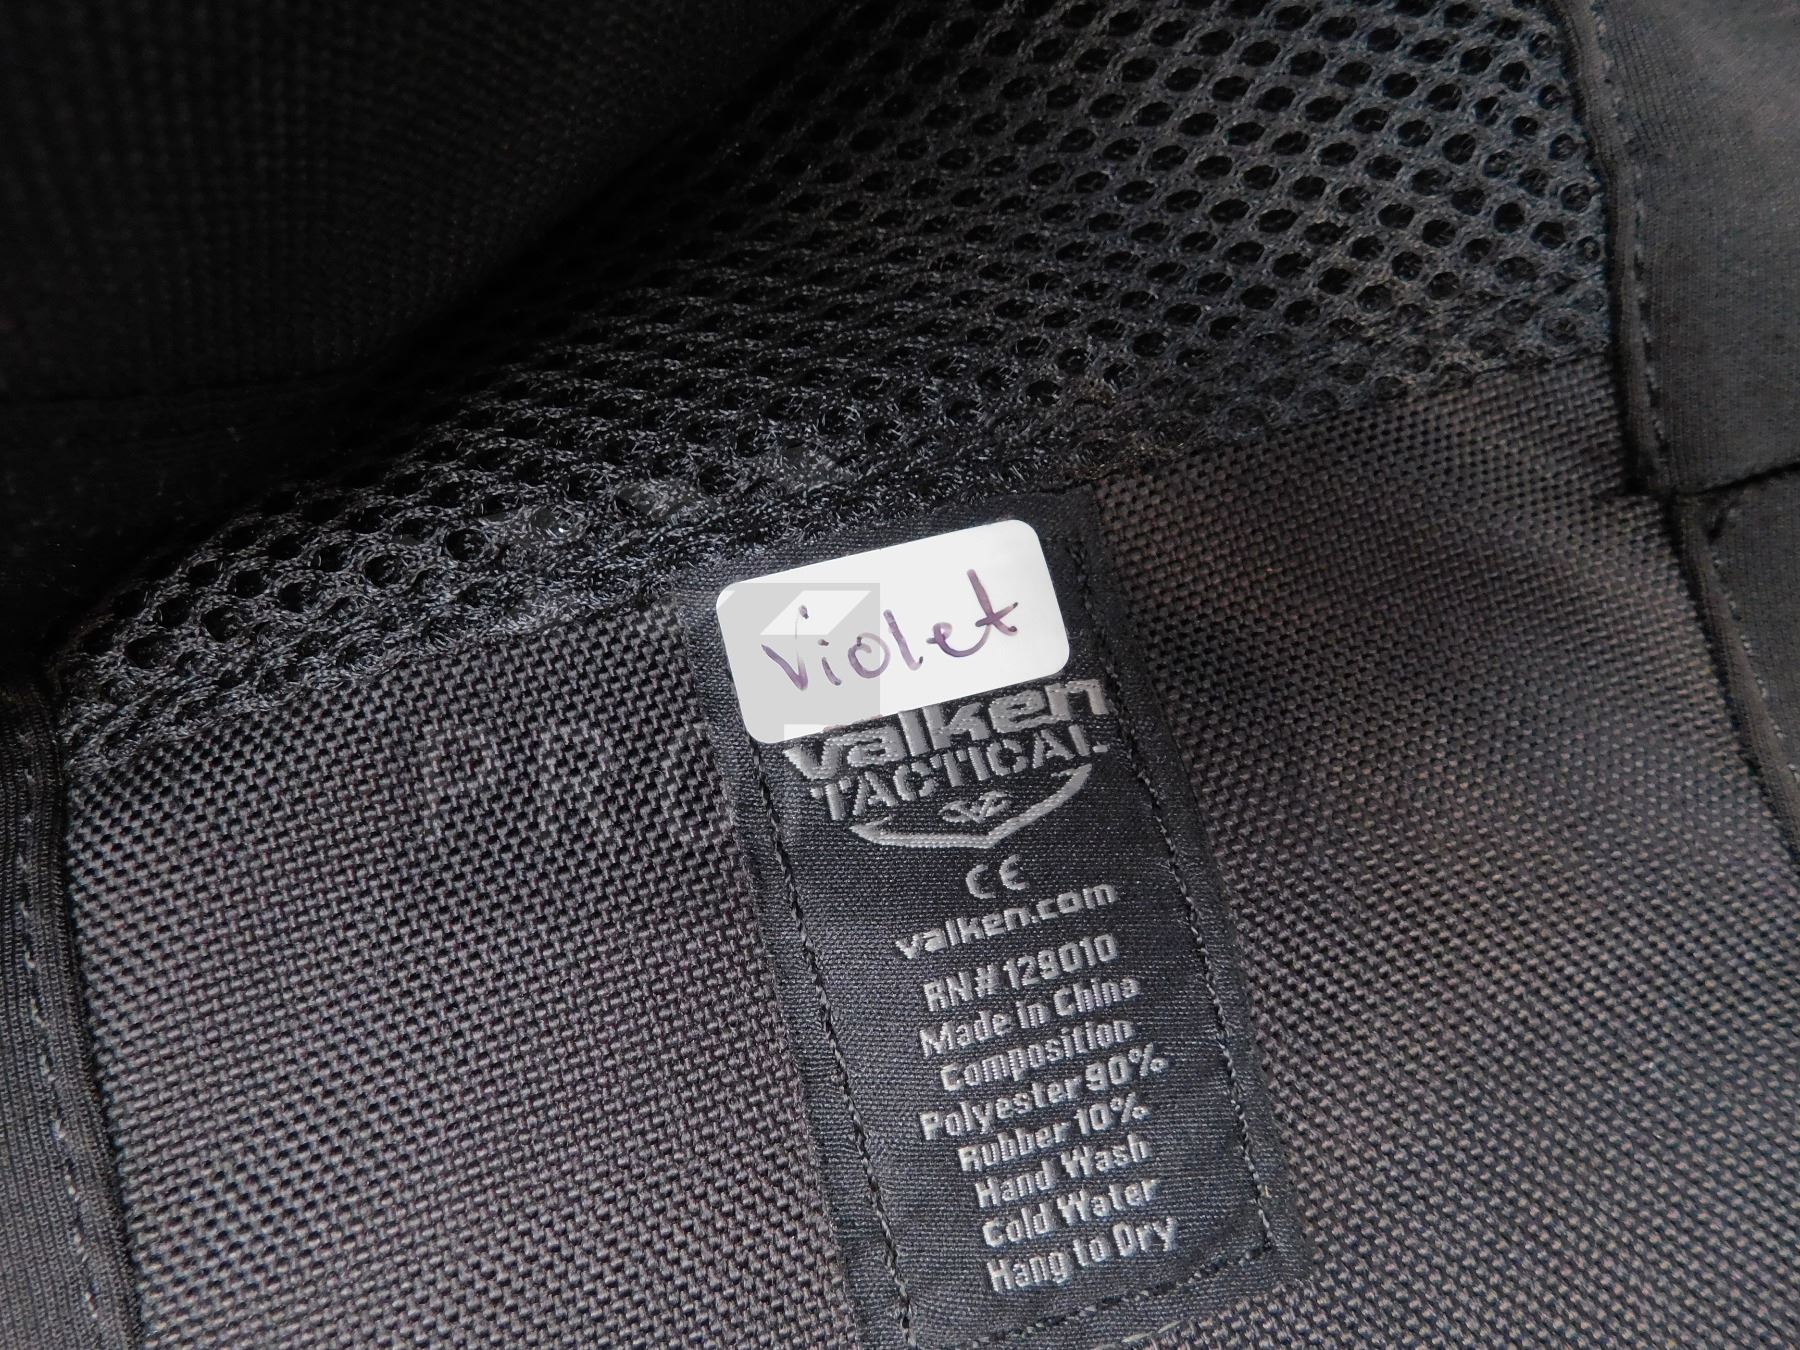 Violet
valken
TACTICAL
CE
valken.com
RN# 129010
Made in China
Composition
Polyester 90%
Rubber 10%
Hand Wash
Cold Water
Hang to Dry